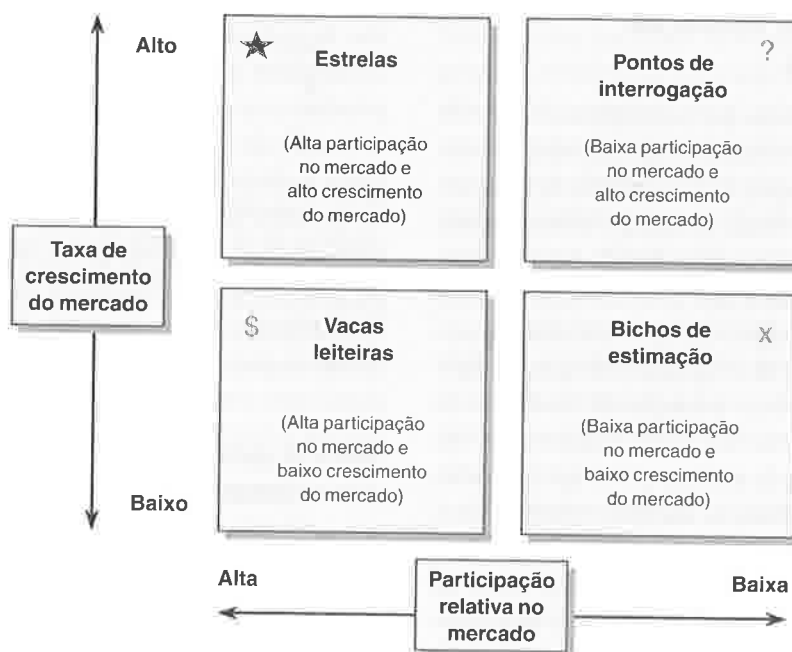 Alto
Estrelas
(Alta participação
no mercado e
alto crescimento
do mercado)
?
Pontos de
interrogação
(Baixa participação
no mercado e
alto crescimento
do mercado)
Taxa de
crescimento
do mercado
$
Vacas
leiteiras
(Alta participação
no mercado e
baixo crescimento
do mercado)
x
Bichos de
estimação
(Baixa participação
no mercado e
baixo crescimento
do mercado)
Baixo
Alta
Participação
relativa no
mercado
Baixa